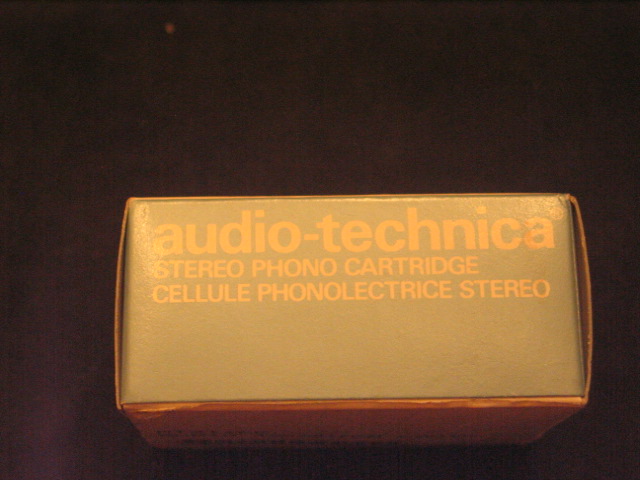 audio-technica
STEREO PHONO CARTRIDGE
CELLULE PHONOLECTRICE STEREO